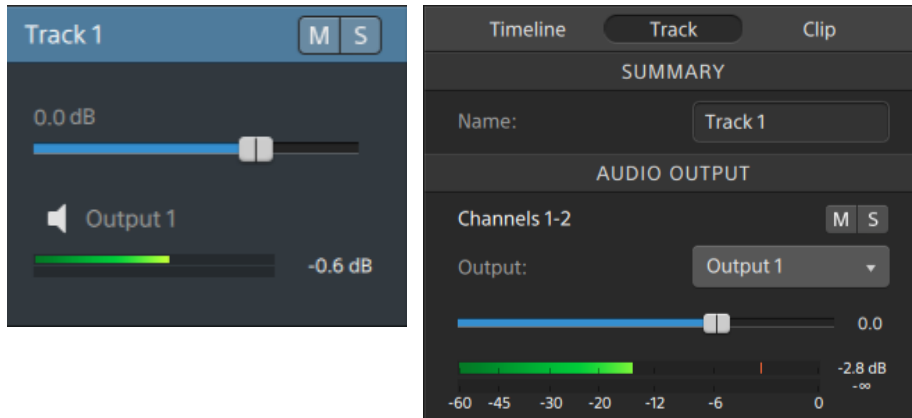 Track 1
M S
0.0 dB
Output 1
-0.6 dB
Timeline Track Clip
SUMMARY
Name: Track 1
AUDIO OUTPUT
Channels 1-2 M S
Output: Output 1
0.0
-2.8 dB
-∞
-60 -45 -30 -20 -12 -6 0